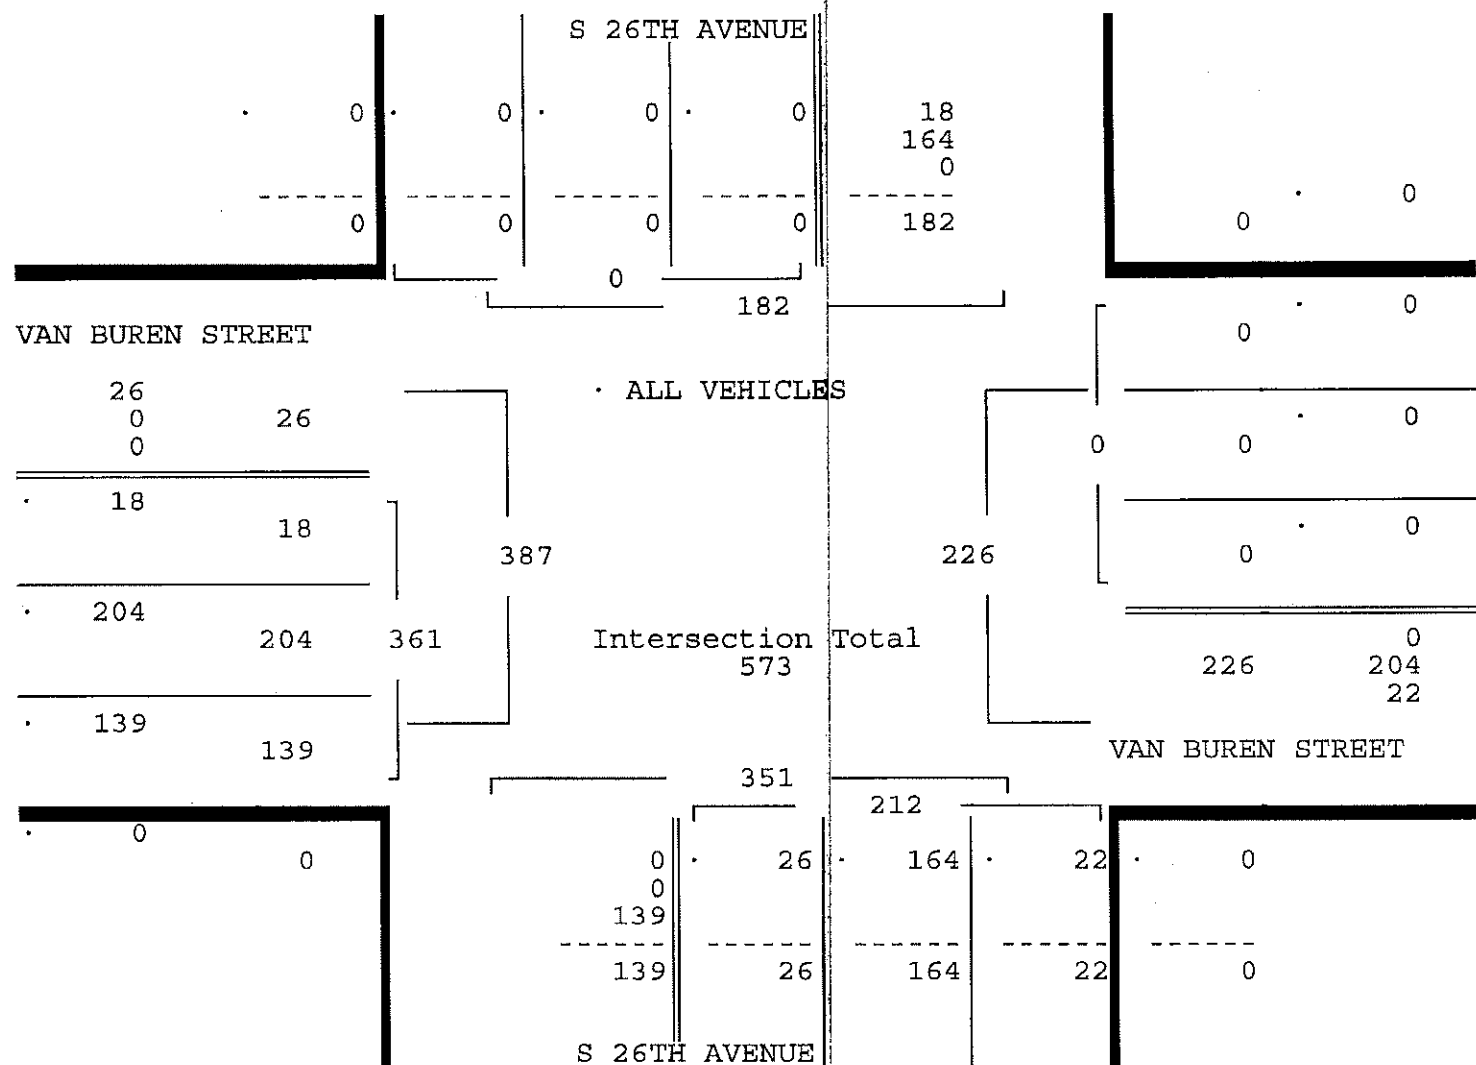 S 26TH AVENUE
· 0 · 0 · 0 · 0 18
164
0
· 0
------ ------ ------ ------ ------
0 0 0 0 182 0
0
· 0
182
VAN BUREN STREET 0
26 · ALL VEHICLES
0 26 · 0
0 0 0
· 18
18 · 0
387 226 0
· 204
204 361 Intersection Total 0
573 226 204
22
· 139
139 VAN BUREN STREET
351
212
· 0
0 0 · 26 · 164 · 22 · 0
0
139
------ ------ ------ ------ ------
139 26 164 22 0
S 26TH AVENUE